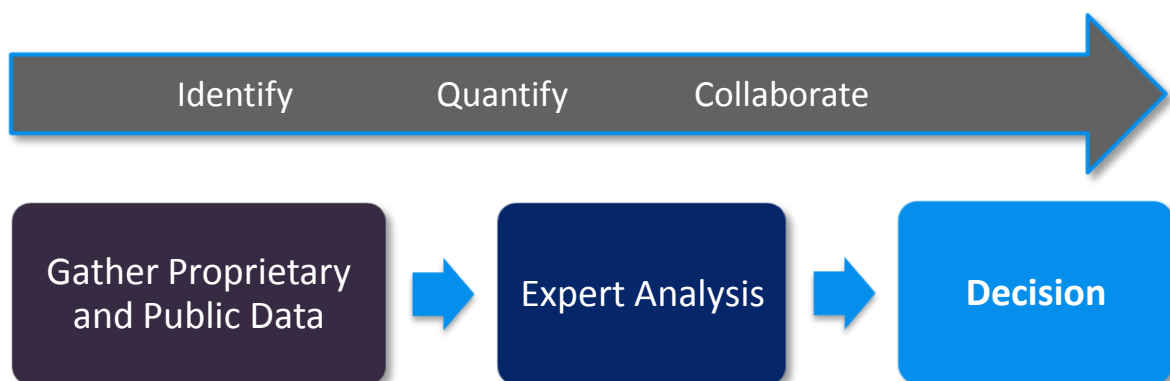 Identify Quantify Collaborate
Gather Proprietary
and Public Data
Expert Analysis
Decision